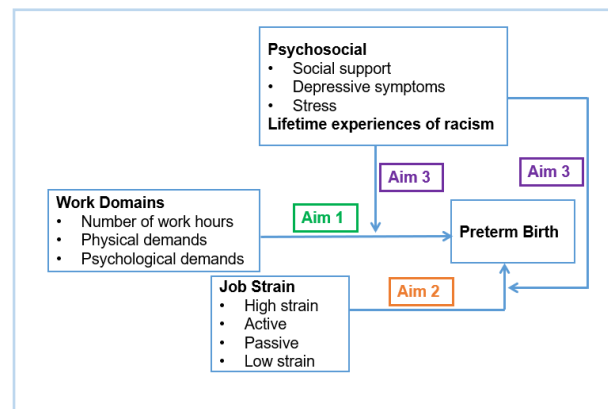 Psychosocial
• Social support
• Depressive symptoms
• Stress
Lifetime experiences of racism
Aim 3
Aim 3
Work Domains
• Number of work hours
• Physical demands
• Psychological demands
Aim 1
Preterm Birth
Job Strain
• High strain
• Active
• Passive
• Low strain
Aim 2